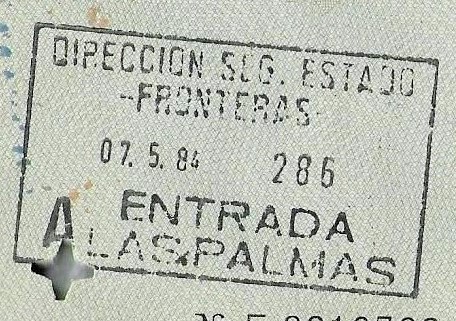 DIRECCION SEG. ESTADO
-FRONTERAS-
07. 5. 84 286
A ENTRADA
LAS PALMAS